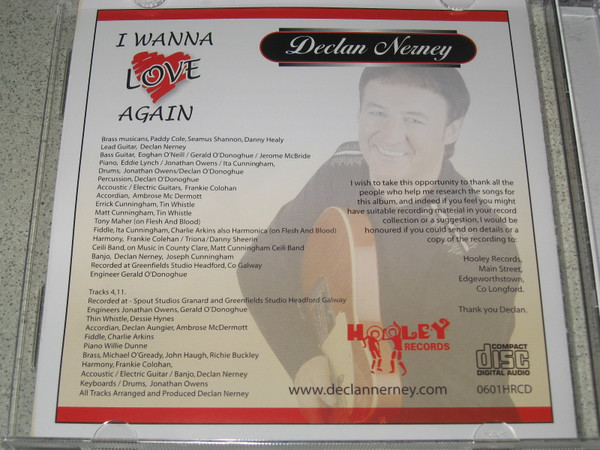 I WANNA
LOVE
AGAIN
Declan Nerney
Brass musicans, Paddy Cole, Seamus Shannon, Danny Healy
Lead Guitar, Declan Nerney
Bass Guitar, Eoghan O'Neill / Gerald O'Donoghue / Jerome McBride
Piano, Eddie Lynch / Jonathan Owens / Ita Cunningham,
Drums, Jonathan Owens/Declan O'Donoghue
Percussion, Declan O'Donoghue
Accoustic / Electric Guitars, Frankie Colohan
Accordian, Ambrose Mc Dermott
Errick Cunningham, Tin Whistle
Matt Cunningham, Tin Whistle
Tony Maher (on Flesh And Blood)
Fiddle, Ita Cunningham, Charlie Arkins also Harmonica (on Flesh And Blood)
Harmony, Frankie Colehan / Triona/ Danny Sheerin
Ceili Band, on Music in County Clare, Matt Cunningham Ceili Band
Banjo, Declan Nerney, Joseph Cunningham
Recorded at Greenfields Studio Headford, Co Galway
Engineer Gerald O'Donoghue
Tracks 4,11.
Recorded at - Spout Studios Granard and Greenfields Studio Headford Galway
Engineers Jonathan Owens, Gerald O'Donoghue
Thin Whistle, Dessie Hynes
Accordian, Declan Aungier, Ambrose McDermott
Fiddle, Charlie Arkins
Piano Willie Dunne
Brass, Michael O'Gready, John Haugh, Richie Buckley
Harmony, Frankie Colohan,
Accoustic / Electric Guitar / Banjo, Declan Nerney
Keyboards / Drums, Jonathan Owens
All Tracks Arranged and Produced Declan Nerney
I wish to take this opportunity to thank all the
people who help me research the songs for
this album, and indeed if you feel you might
have suitable recording material in your record
collection or a suggestion, I would be
honoured if you could send on details or a
copy of the recording to:
Hooley Records,
Main Street,
Edgeworthstown,
Co Longford.
Thank you Declan.
HOOLEY
RECORDS
COMPACT
disc
DIGITAL AUDIO
www.declannerney.com
0601HRCD